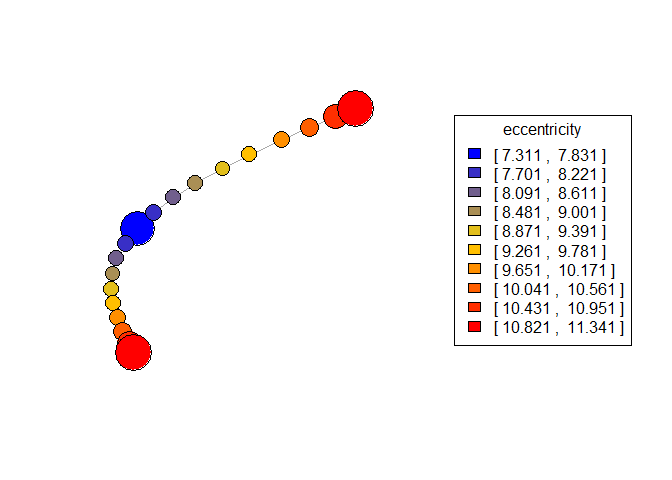 eccentricity
[ 7.311 , 7.831 ]
[ 7.701 , 8.221 ]
[ 8.091 , 8.611 ]
[ 8.481 , 9.001 ]
[ 8.871 , 9.391 ]
[ 9.261 , 9.781 ]
[ 9.651 , 10.171 ]
[ 10.041 , 10.561 ]
[ 10.431 , 10.951 ]
[ 10.821 , 11.341 ]